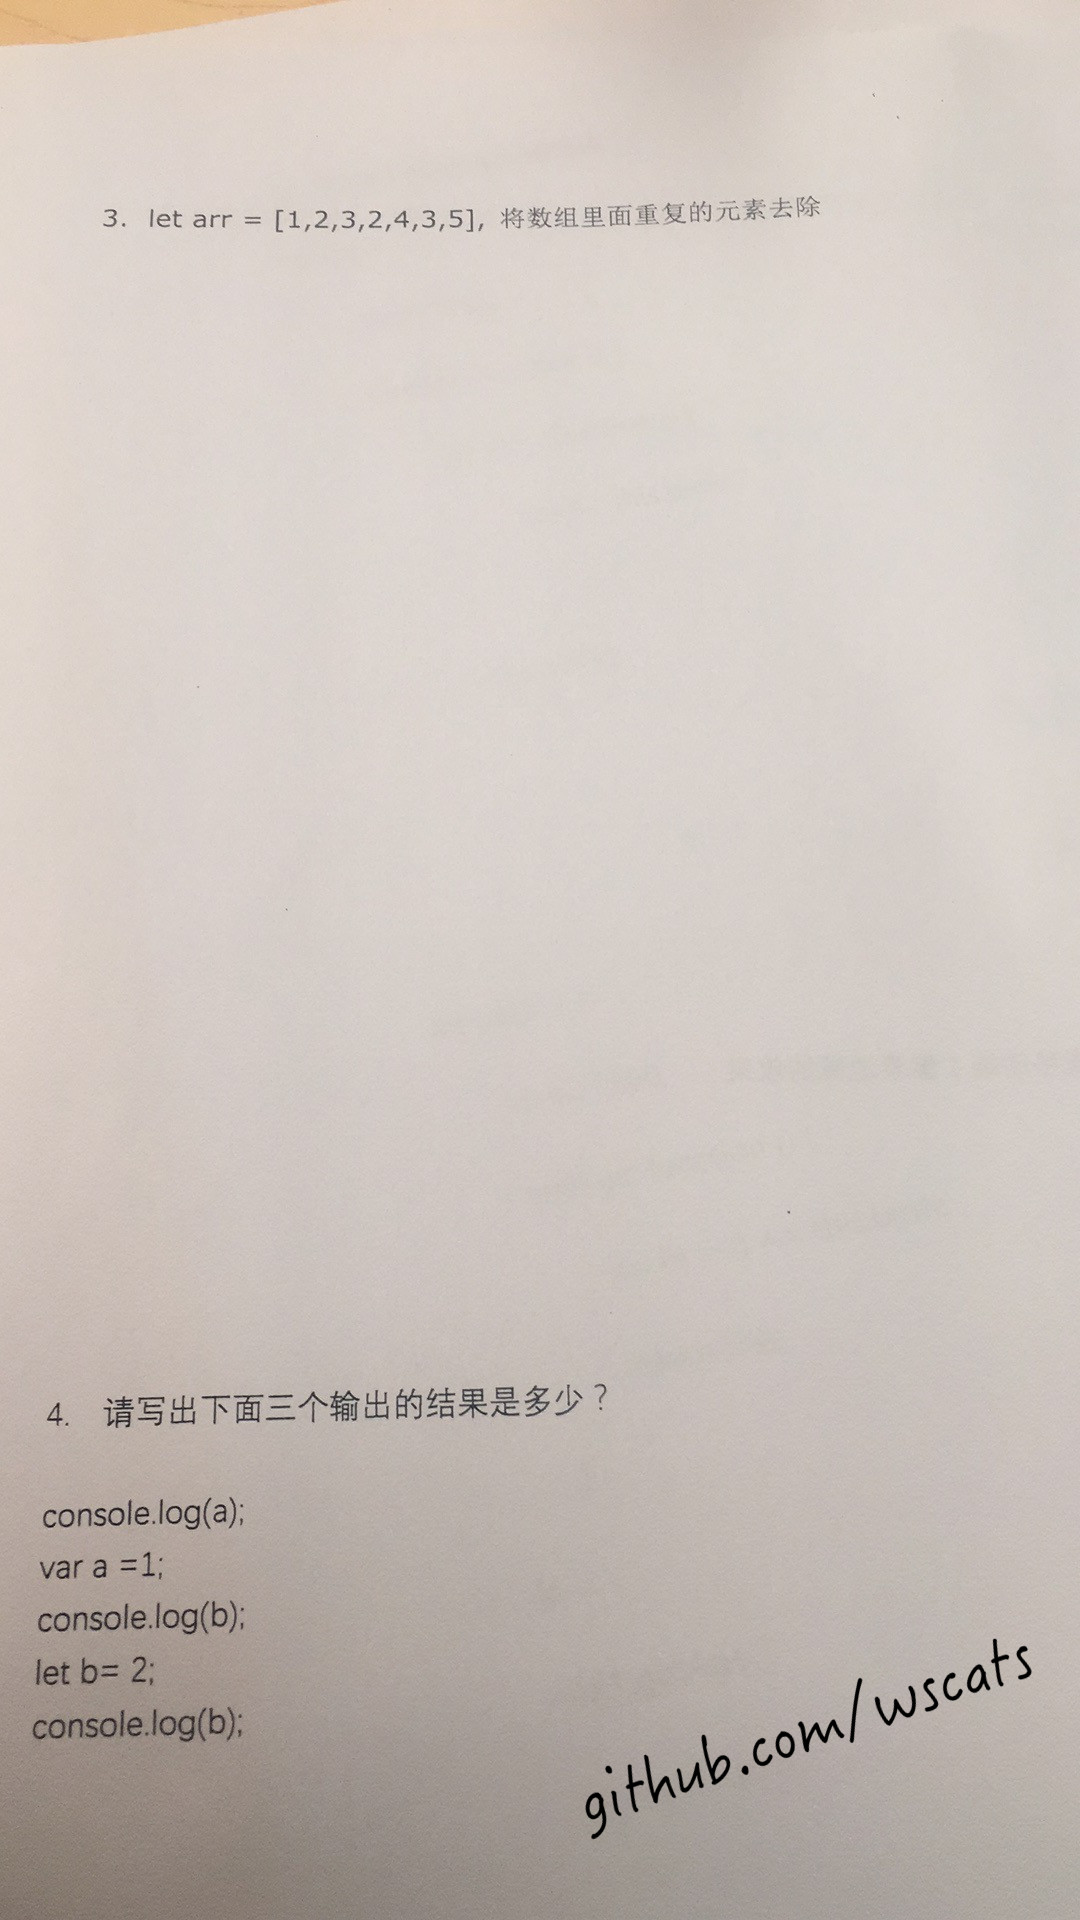 3. let arr = [1,2,3,2,4,3,5], 将数组里面重复的元素去除
4. 请写出下面三个输出的结果是多少？
console.log(a);
var a =1;
console.log(b);
let b= 2;
console.log(b);
github.com/wscats